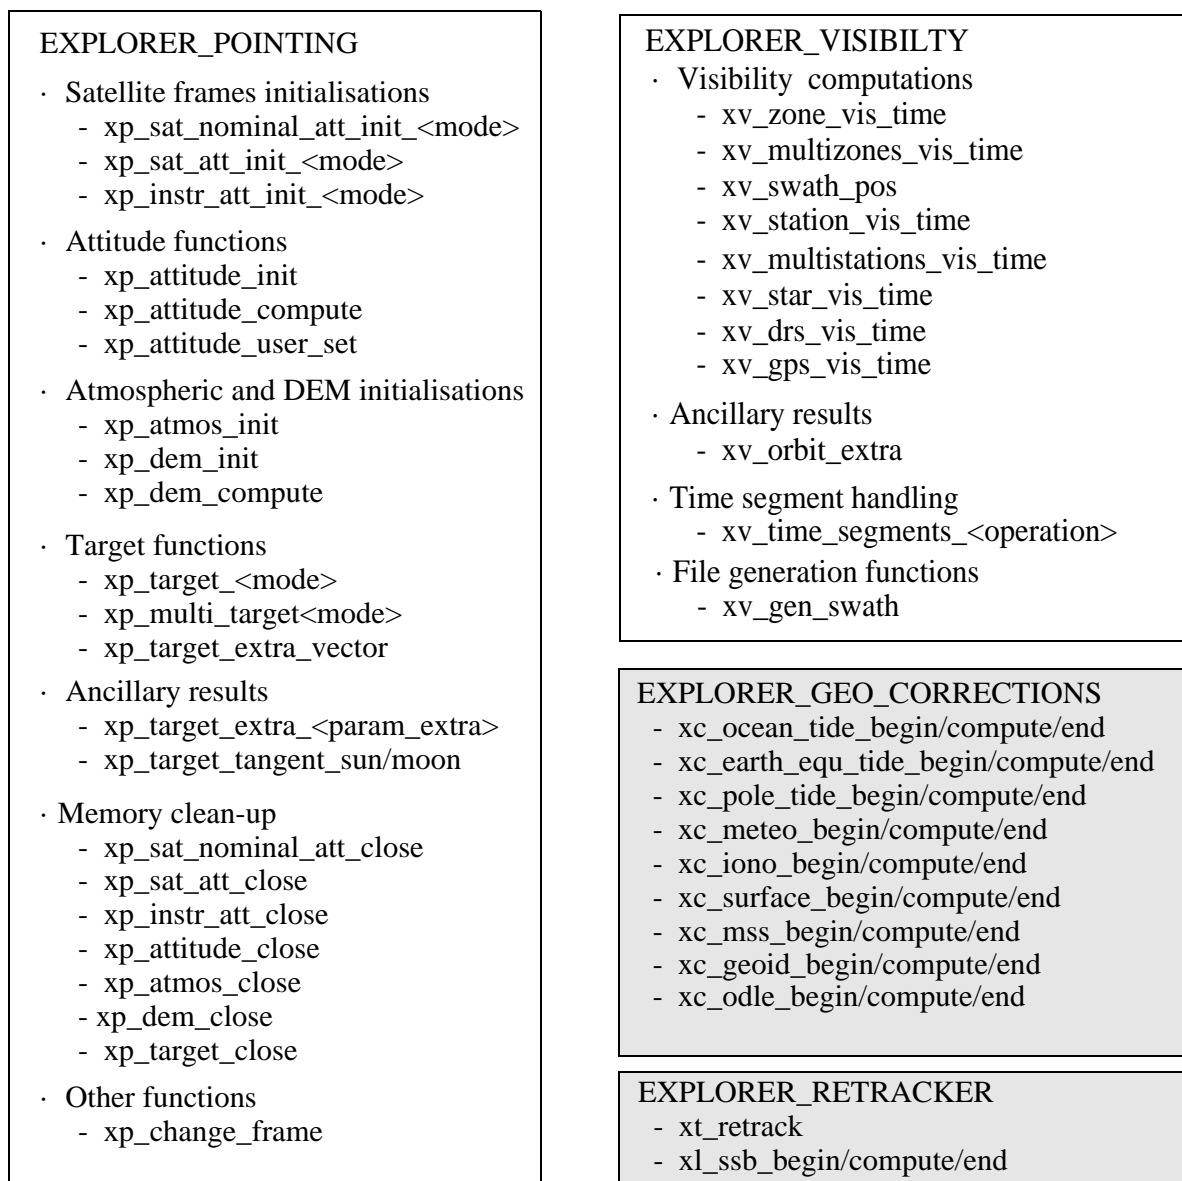 EXPLORER_POINTING
· Satellite frames initialisations
- xp_sat_nominal_att_init_<mode>
- xp_sat_att_init_<mode>
- xp_instr_att_init_<mode>
· Attitude functions
- xp_attitude_init
- xp_attitude_compute
- xp_attitude_user_set
· Atmospheric and DEM initialisations
- xp_atmos_init
- xp_dem_init
- xp_dem_compute
· Target functions
- xp_target_<mode>
- xp_multi_target<mode>
- xp_target_extra_vector
· Ancillary results
- xp_target_extra_<param_extra>
- xp_target_tangent_sun/moon
· Memory clean-up
- xp_sat_nominal_att_close
- xp_sat_att_close
- xp_instr_att_close
- xp_attitude_close
- xp_atmos_close
- xp_dem_close
- xp_target_close
· Other functions
- xp_change_frame
EXPLORER_VISIBILTY
· Visibility computations
- xv_zone_vis_time
- xv_multizones_vis_time
- xv_swath_pos
- xv_station_vis_time
- xv_multistations_vis_time
- xv_star_vis_time
- xv_drs_vis_time
- xv_gps_vis_time
· Ancillary results
- xv_orbit_extra
· Time segment handling
- xv_time_segments_<operation>
· File generation functions
- xv_gen_swath
EXPLORER_GEO_CORRECTIONS
- xc_ocean_tide_begin/compute/end
- xc_earth_equ_tide_begin/compute/end
- xc_pole_tide_begin/compute/end
- xc_meteo_begin/compute/end
- xc_iono_begin/compute/end
- xc_surface_begin/compute/end
- xc_mss_begin/compute/end
- xc_geoid_begin/compute/end
- xc_odle_begin/compute/end
EXPLORER_RETRACKER
- xt_retrack
- xl_ssb_begin/compute/end